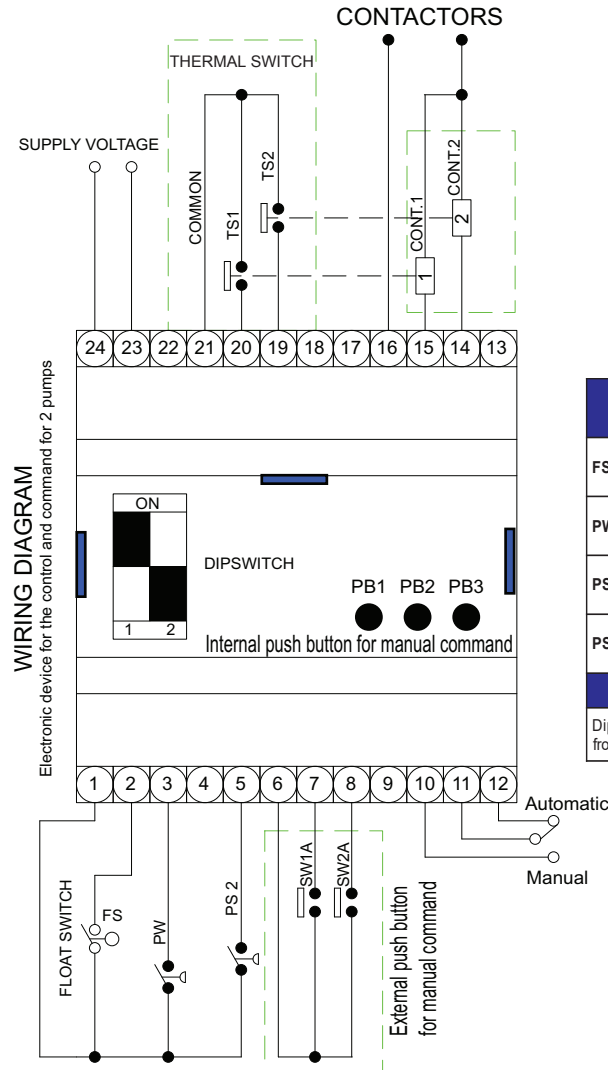 CONTACTORS
THERMAL SWITCH
SUPPLY VOLTAGE
COMMON
TS1
TS2
CONT.1
CONT.2
1
2
24 23 22 21 20 19 18 17 16 15 14 13
WIRING DIAGRAM
Electronic device for the control and command for 2 pumps
ON
1 2
DIPSWITCH
PB1 PB2 PB3
Internal push button for manual command
FS
PW
PS
PS
Dip
fro
1 2 3 4 5 6 7 8 9 10 11 12
Automatic
Manual
FLOAT SWITCH
FS
PW
PS 2
SW1A
SW2A
External push button
for manual command